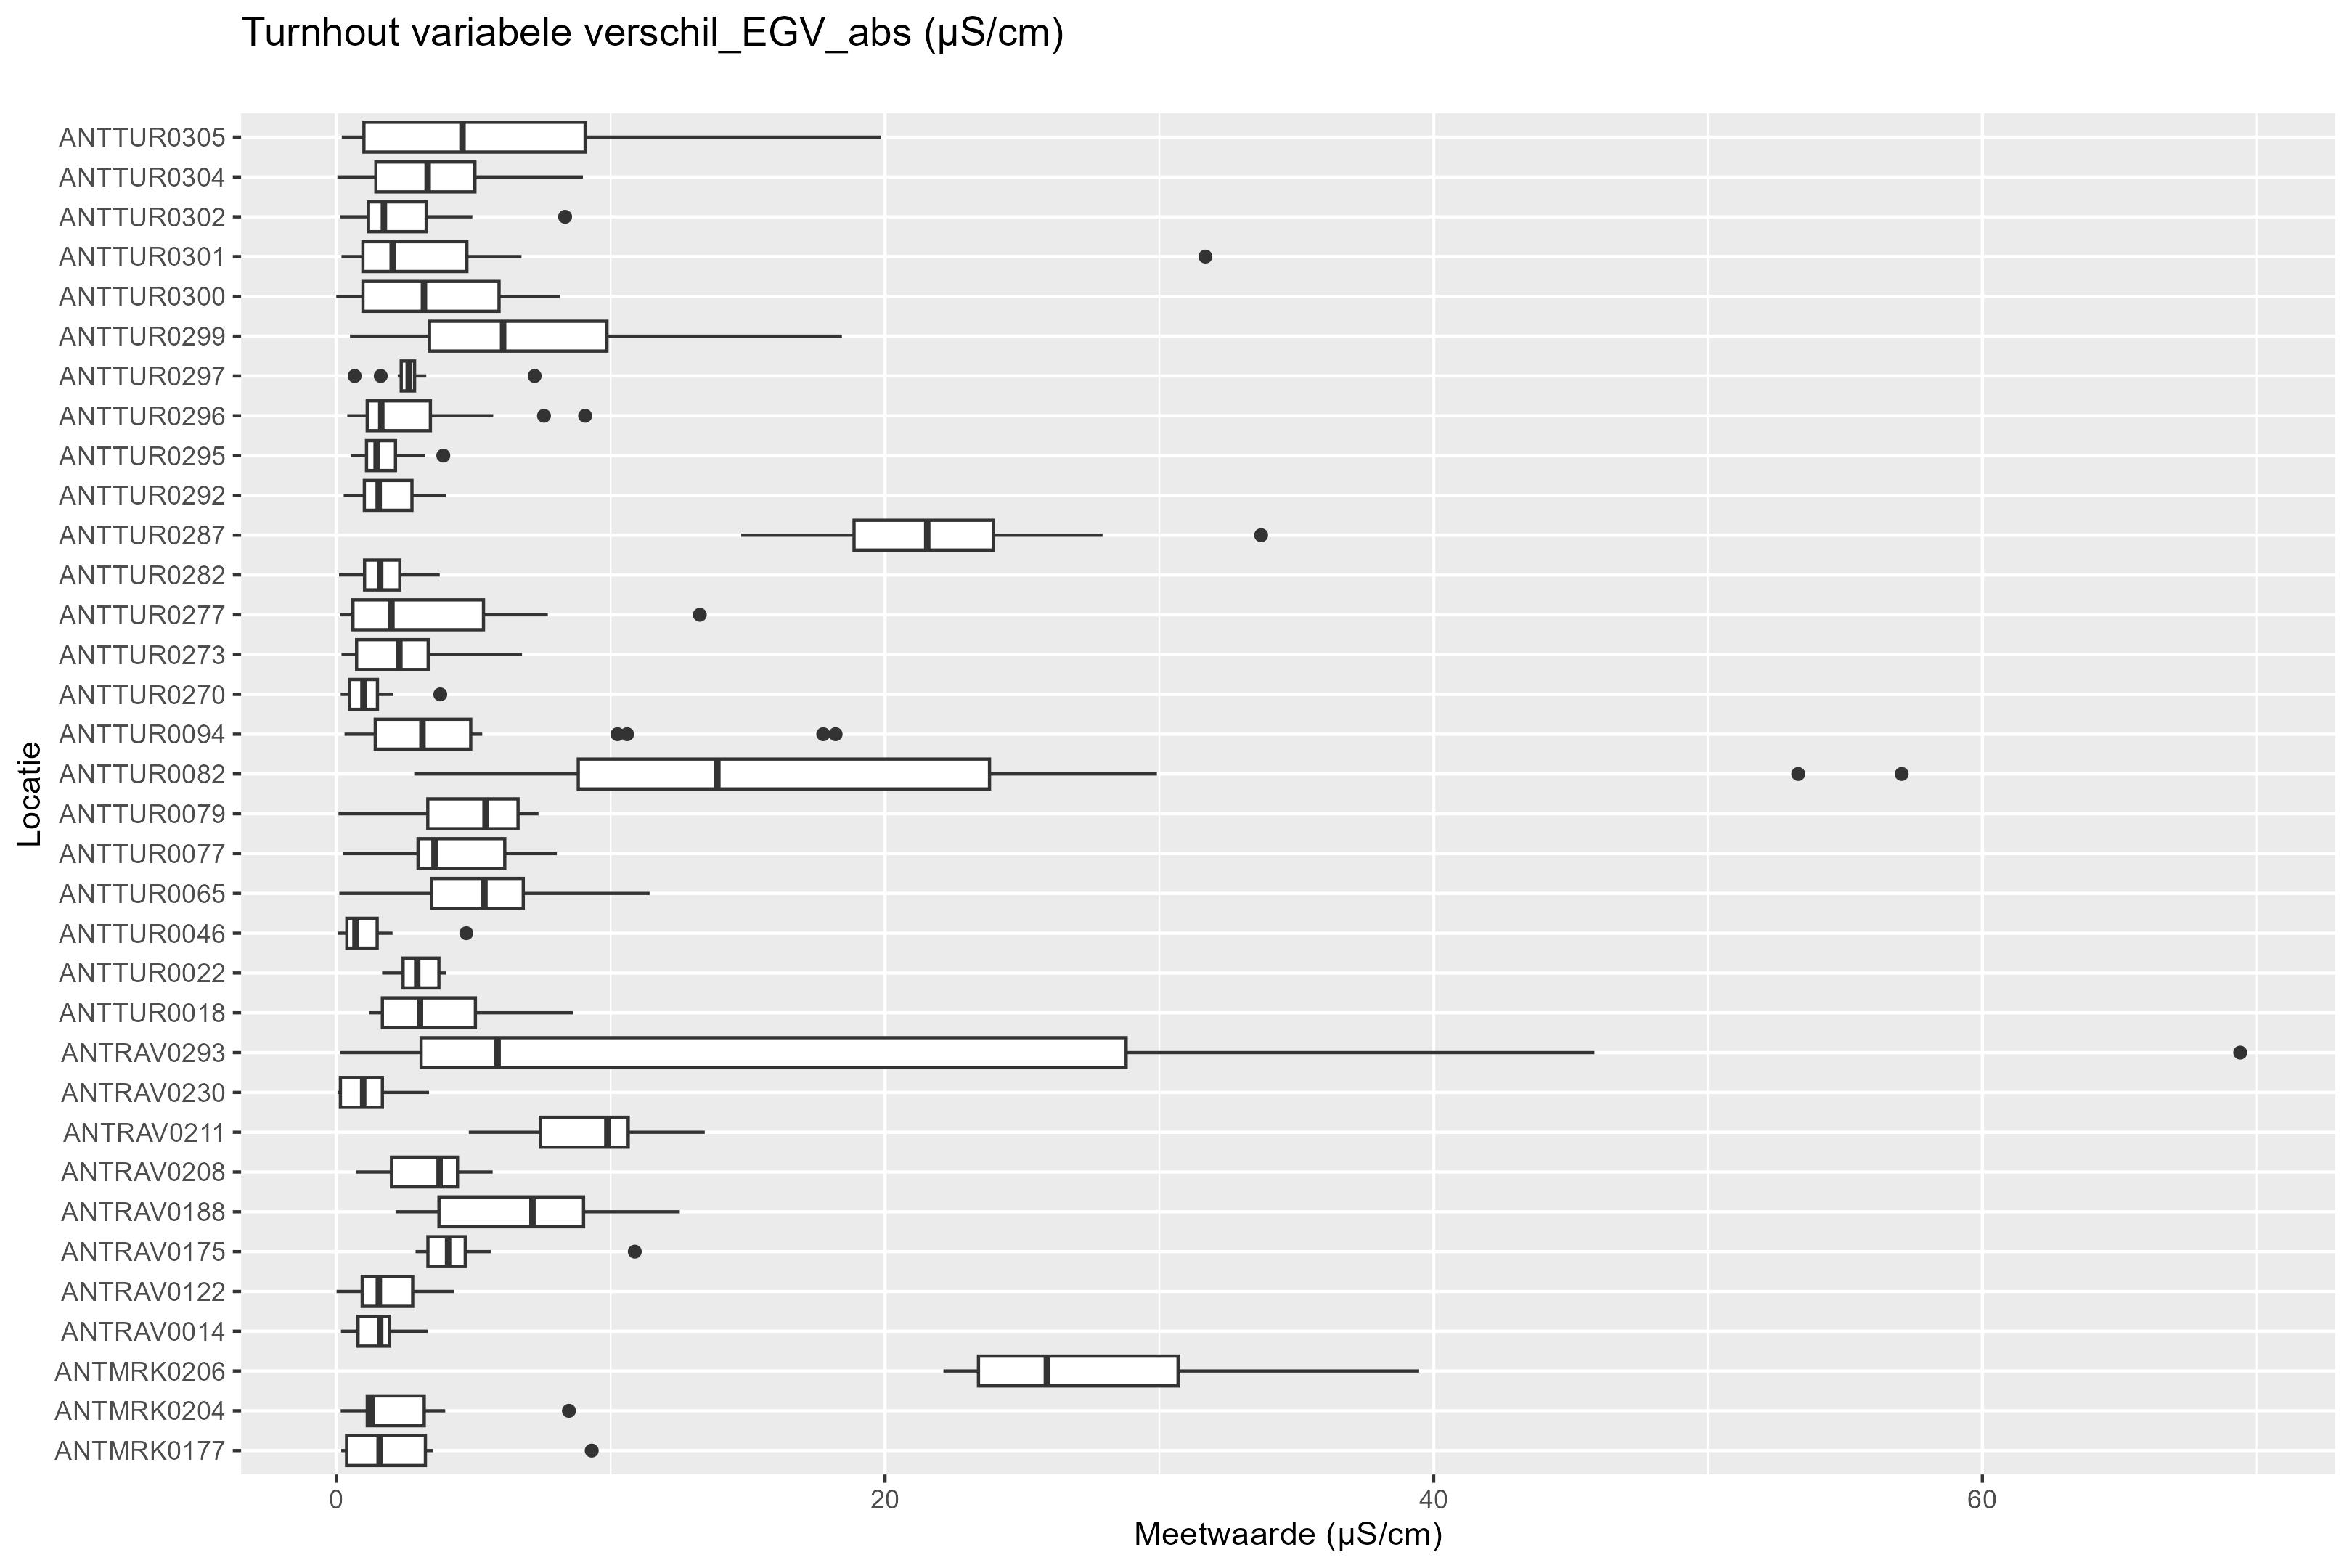 Turnhout variabele verschil_EGV_abs (µS/cm)
ANTTUR0305
ANTTUR0304
ANTTUR0302
ANTTUR0301
ANTTUR0300
ANTTUR0299
ANTTUR0297
ANTTUR0296
ANTTUR0295
ANTTUR0292
ANTTUR0287
ANTTUR0282
ANTTUR0277
ANTTUR0273
ANTTUR0270
ANTTUR0094
ANTTUR0082
ANTTUR0079
ANTTUR0077
ANTTUR0065
ANTTUR0046
ANTTUR0022
ANTTUR0018
ANTRAV0293
ANTRAV0230
ANTRAV0211
ANTRAV0208
ANTRAV0188
ANTRAV0175
ANTRAV0122
ANTRAV0014
ANTMRK0206
ANTMRK0204
ANTMRK0177
Locatie
0 20 40 60
Meetwaarde (µS/cm)